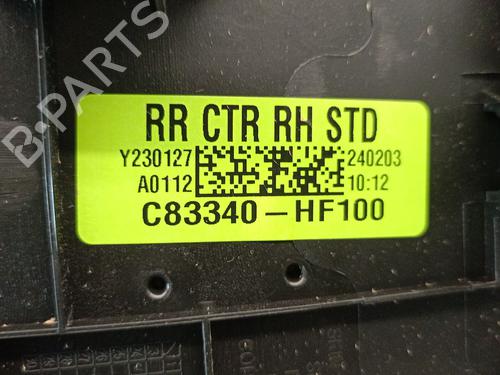 B-PARTS
RR CTR RH STD
Y230127 240203
A0112 10:12
C83340-HF100